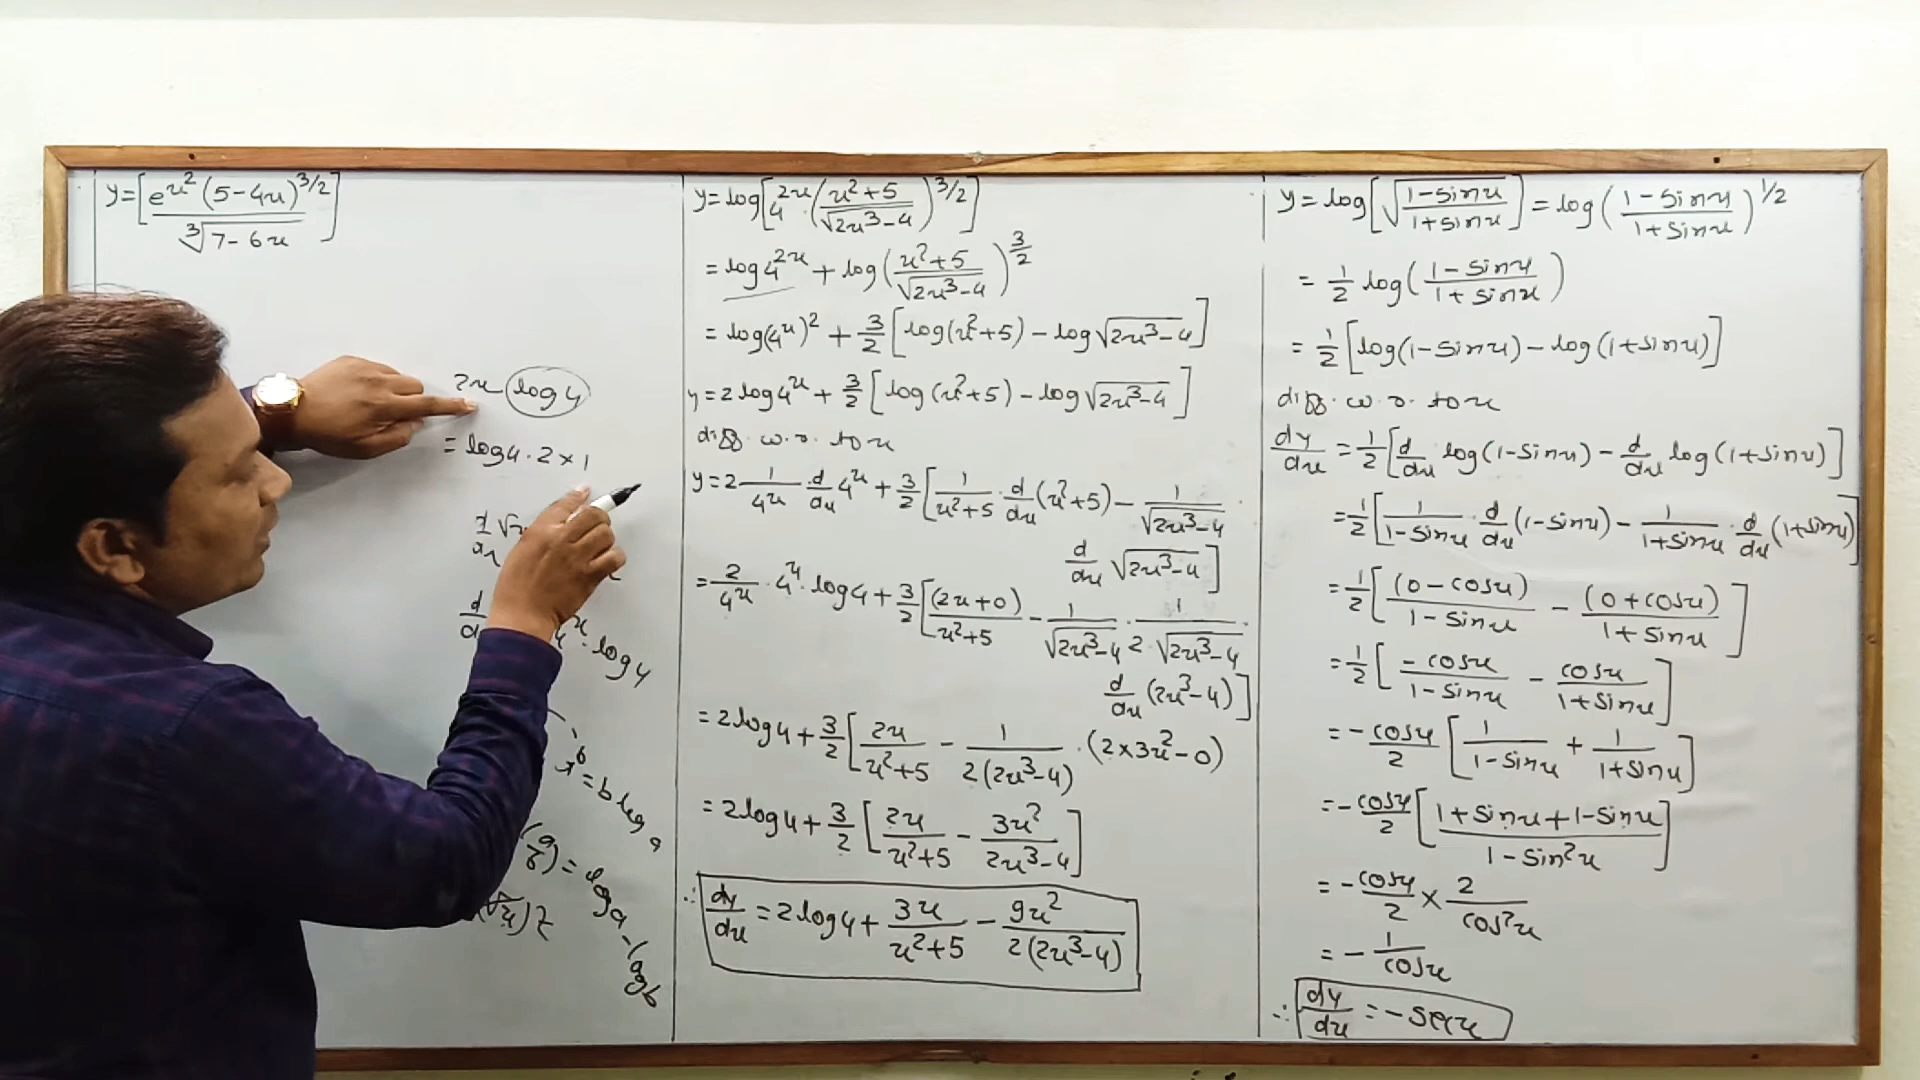 y=[e^x² (5-4x)^3/2 / ∛7-6x]
2x log4
= log4 . 2×1
d/dx
x . log4
= b log a
= log a - log b
y=log[4^2x (x²+5 / √2x³-4)^3/2]
= log4^2x + log(x²+5 / √2x³-4)^3/2
= log(4^x)² + 3/2 [log(x²+5) - log√2x³-4]
y = 2 log4^x + 3/2 [log(x²+5) - log√2x³-4]
diff. w.r. to x
y=2 1/4^x . d/dx 4^x + 3/2 [1/x²+5 . d/dx (x²+5) - 1/√2x³-4 .
d/dx √2x³-4]
= 2/4^x . 4^x . log4 + 3/2 [(2x+0)/x²+5 - 1/√2x³-4 . 1/2.√2x³-4 .
d/dx (2x³-4)]
= 2log4 + 3/2 [2x/x²+5 - 1/2(2x³-4) . (2×3x²-0)
= 2log4 + 3/2 [2x/x²+5 - 3x²/2x³-4]
∴ dy/dx = 2log4 + 3x/x²+5 - 9x²/2(2x³-4)
y = log[√1-sinx / 1+sinx] = log(1-sinx / 1+sinx)^1/2
= 1/2 log(1-sinx / 1+sinx)
= 1/2 [log(1-sinx) - log(1+sinx)]
diff. w.r. to x
dy/dx = 1/2 [d/dx log(1-sinx) - d/dx log(1+sinx)]
= 1/2 [1/1-sinx . d/dx (1-sinx) - 1/1+sinx . d/dx (1+sinx)]
= 1/2 [(0-cosx)/1-sinx - (0+cosx)/1+sinx]
= 1/2 [-cosx/1-sinx - cosx/1+sinx]
= -cosx/2 [1/1-sinx + 1/1+sinx]
= -cosx/2 [1+sinx+1-sinx / 1-sin²x]
= -cosx/2 × 2/cos²x
= - 1/cosx
∴ dy/dx = -secx